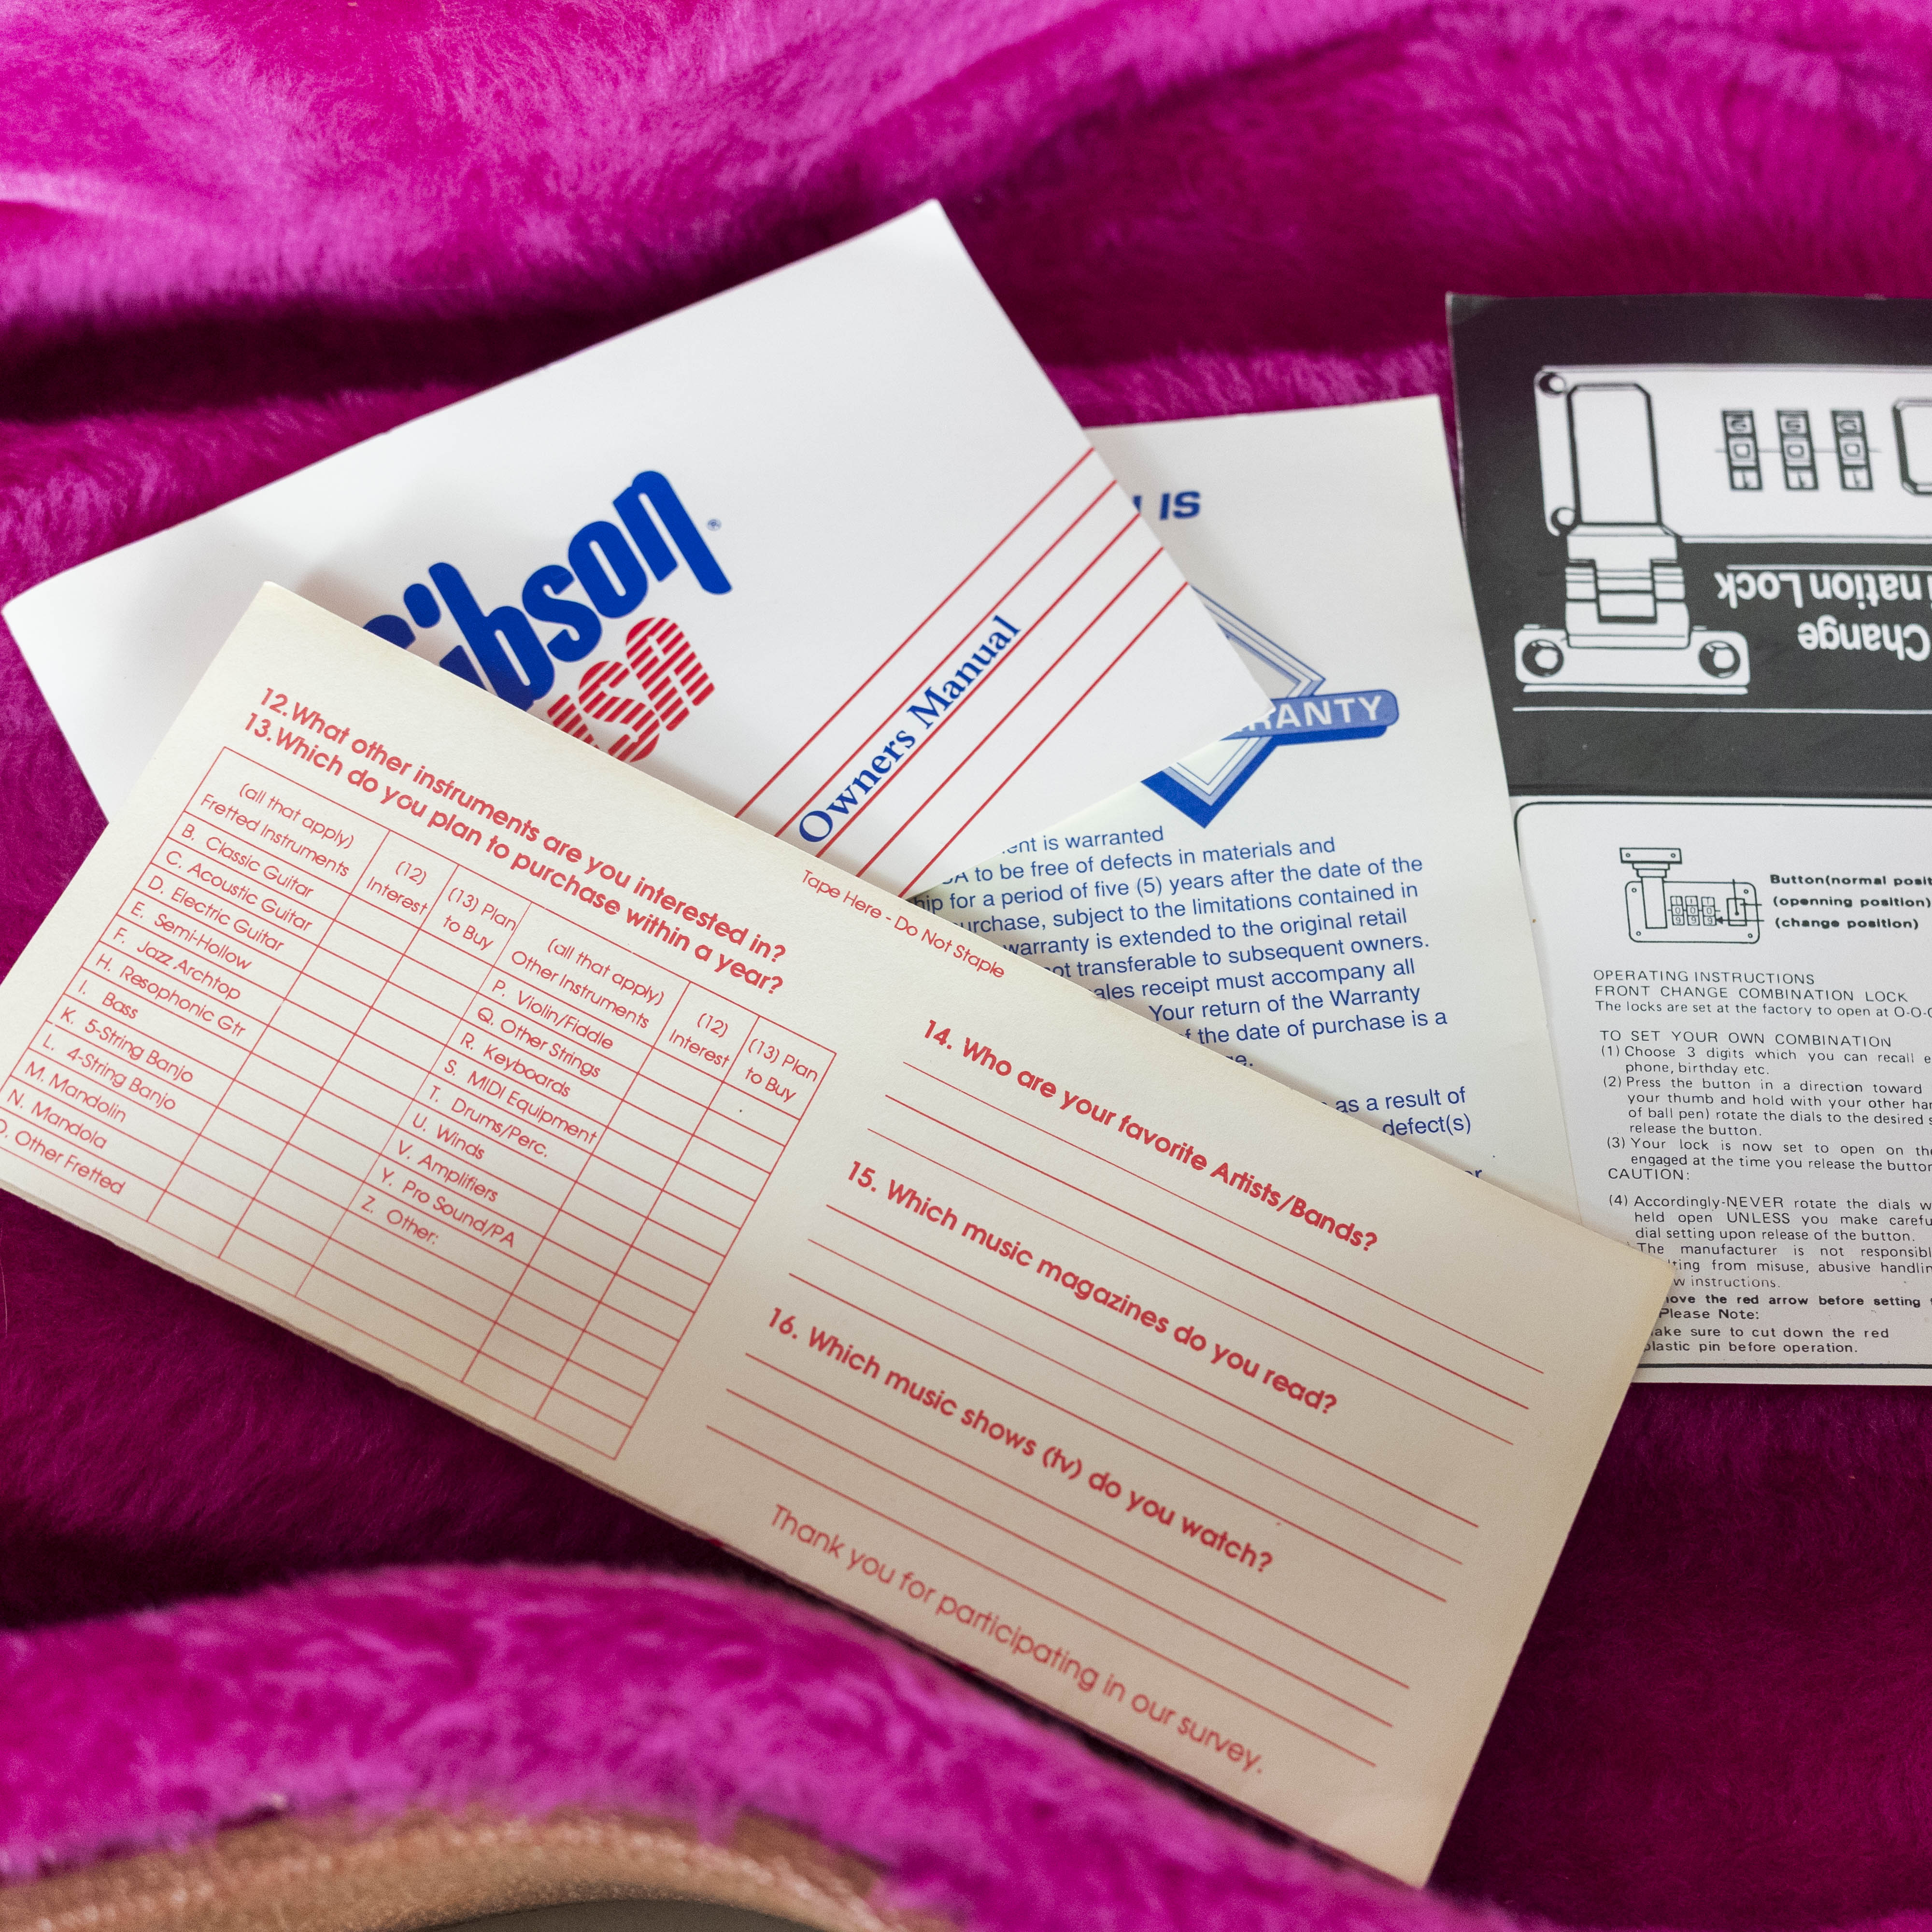 Gibson®
USA
Owners Manual
IS
is warranted
to be free of defects in materials and
for a period of five (5) years after the date of the
subject to the limitations contained in
warranty is extended to the original retail
transferable to subsequent owners.
receipt must accompany all
Your return of the Warranty
the date of purchase is a
as a result of
defect(s)
Change
Lock
Button(normal
(openning position)
(change position)
OPERATING INSTRUCTIONS
FRONT CHANGE COMBINATION LOCK
The locks are set at the factory to open at O-O-
TO SET YOUR OWN COMBINATION
(1) Choose 3 digits which you can recall
phone, birthday etc.
(2) Press the button in a direction toward
your thumb and hold with your other
of ball pen) rotate the dials to the desired
release the button.
(3) Your lock is now set to open on
engaged at the time you release the
CAUTION:
(4) Accordingly-NEVER rotate the dials
held open UNLESS you make
dial setting upon release of the button.
The manufacturer is not
from misuse, abusive
instructions.
the red arrow before setting
Please Note:
sure to cut down the red
plastic pin before operation.
Tape Here - Do Not Staple
12. What other instruments are you interested in?
13. Which do you plan to purchase within a year?
(all that apply)
Fretted Instruments
(12)
Interest
(13) Plan
to Buy
B. Classic Guitar
C. Acoustic Guitar
D. Electric Guitar
E. Semi-Hollow
F. Jazz Archtop
H. Resophonic Gtr
I. Bass
K. 5-String Banjo
L. 4-String Banjo
M. Mandolin
N. Mandola
O. Other Fretted
(all that apply)
Other Instruments
(12)
Interest
(13) Plan
to Buy
P. Violin/Fiddle
Q. Other Strings
R. Keyboards
S. MIDI Equipment
T. Drums/Perc.
U. Winds
V. Amplifiers
Y. Pro Sound/PA
Z. Other:
14. Who are your favorite Artists/Bands?
15. Which music magazines do you read?
16. Which music shows (tv) do you watch?
Thank you for participating in our survey.